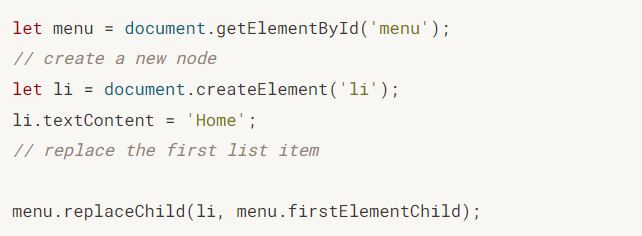 let menu = document.getElementById('menu');
// create a new node
let li = document.createElement('li');
li.textContent = 'Home';
// replace the first list item
menu.replaceChild(li, menu.firstElementChild);